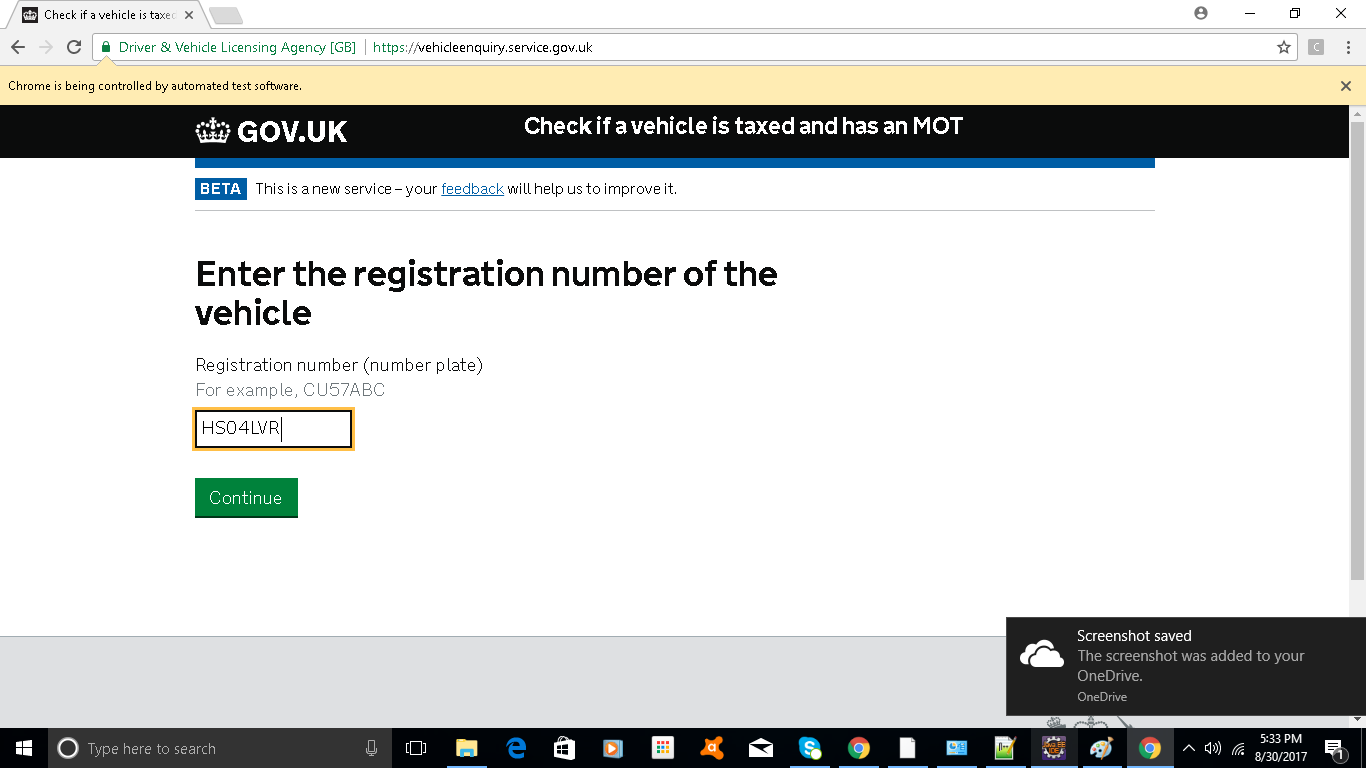 Check if a vehicle is taxed
Driver & Vehicle Licensing Agency [GB] https://vehicleenquiry.service.gov.uk
C
Chrome is being controlled by automated test software.
GOV.UK
Check if a vehicle is taxed and has an MOT
BETA This is a new service – your feedback will help us to improve it.
Enter the registration number of the
vehicle
Registration number (number plate)
For example, CU57ABC
HS04LVR
Continue
Screenshot saved
The screenshot was added to your
OneDrive.
OneDrive
Type here to search
5:33 PM
8/30/2017
1